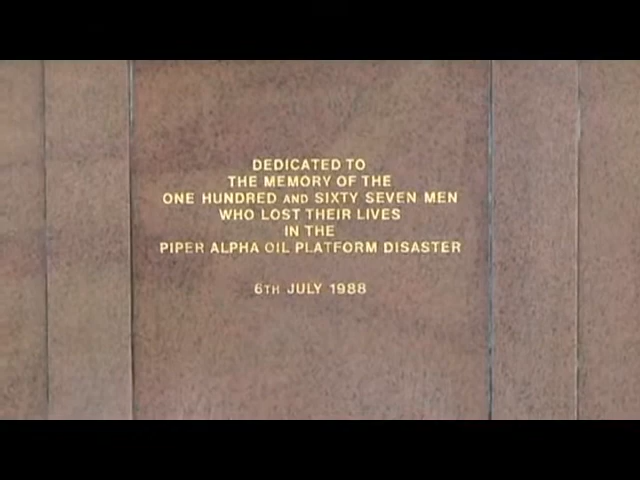 DEDICATED TO
THE MEMORY OF THE
ONE HUNDRED AND SIXTY SEVEN MEN
WHO LOST THEIR LIVES
IN THE
PIPER ALPHA OIL PLATFORM DISASTER
6TH JULY 1988